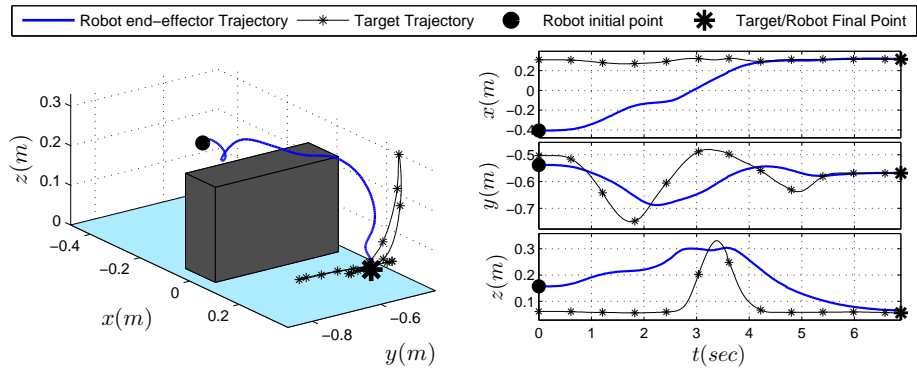 Robot end−effector Trajectory Target Trajectory Robot initial point Target/Robot Final Point
0.3
0.2
0.1
0
z(m)
−0.4
−0.2
0
0.2
x(m)
−0.8
−0.6
y(m)
0.2
0
−0.2
−0.4
x(m)
−0.5
−0.6
−0.7
y(m)
0.3
0.2
0.1
z(m)
0 1 2 3 4 5 6
t(sec)